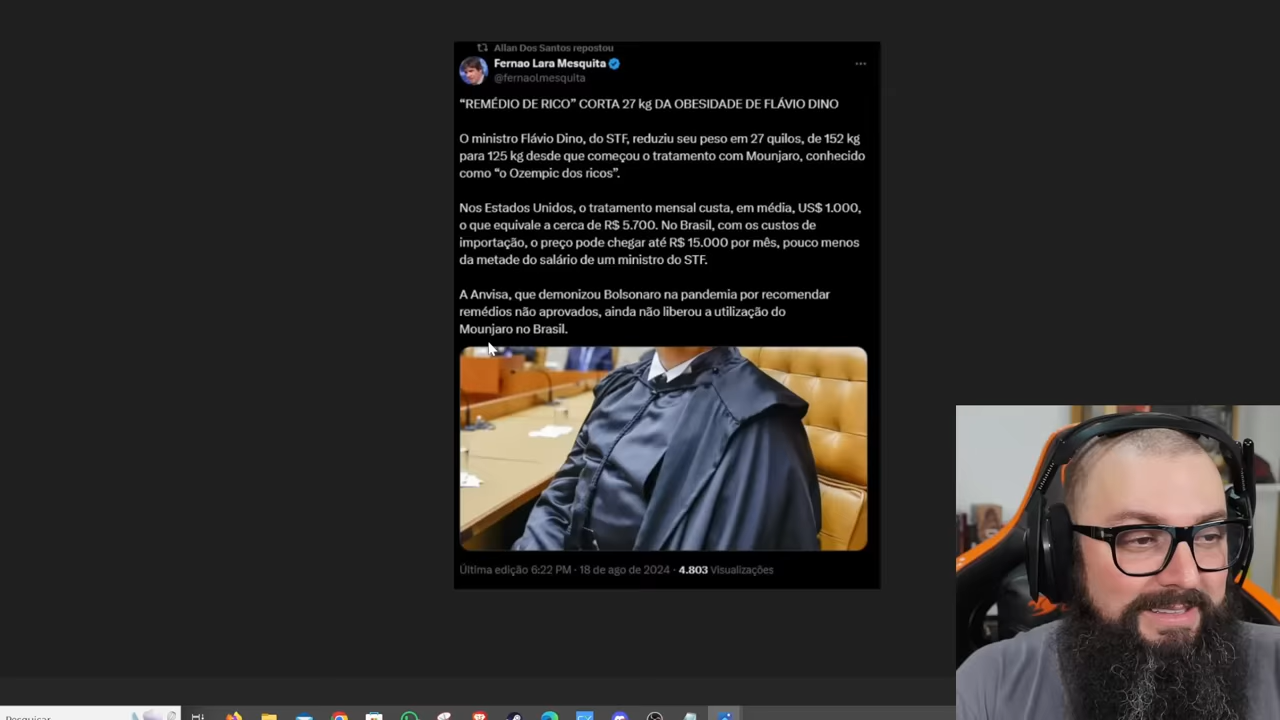 Allan Dos Santos repostou
Fernao Lara Mesquita
@fernaolmesquita
“REMÉDIO DE RICO” CORTA 27 kg DA OBESIDADE DE FLÁVIO DINO
O ministro Flávio Dino, do STF, reduziu seu peso em 27 quilos, de 152 kg
para 125 kg desde que começou o tratamento com Mounjaro, conhecido
como “o Ozempic dos ricos”.
Nos Estados Unidos, o tratamento mensal custa, em média, US$ 1.000,
o que equivale a cerca de R$ 5.700. No Brasil, com os custos de
importação, o preço pode chegar até R$ 15.000 por mês, pouco menos
da metade do salário de um ministro do STF.
A Anvisa, que demonizou Bolsonaro na pandemia por recomendar
remédios não aprovados, ainda não liberou a utilização do
Mounjaro no Brasil.
Última edição 6:22 PM · 18 de ago de 2024 · 4.803 Visualizações
Pesquisar